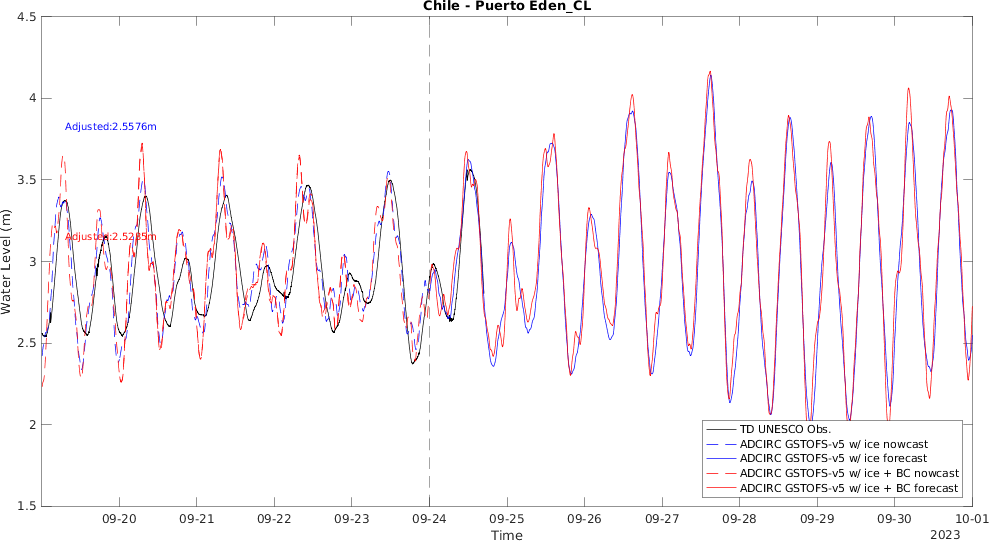 Chile - Puerto Eden_CL
4.5
4
3.5
3
2.5
2
1.5
Water Level (m)
Adjusted:2.5576m
TD UNESCO Obs.
ADCIRC GSTOFS-v5 w/ ice nowcast
ADCIRC GSTOFS-v5 w/ ice forecast
ADCIRC GSTOFS-v5 w/ ice + BC nowcast
ADCIRC GSTOFS-v5 w/ ice + BC forecast
09-20 09-21 09-22 09-23 09-24 09-25 09-26 09-27 09-28 09-29 09-30 10-01
Time
2023